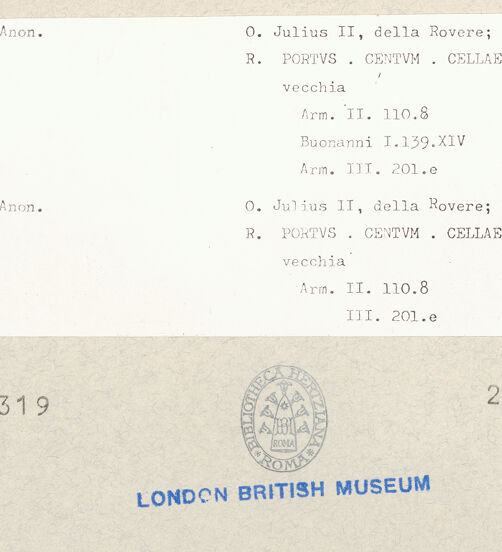 Anon. O. Julius II, della Rovere;
R. PORTVS . CENTVM . CELLAE
vecchia
Arm. II. 110.8
Buonanni I.139.XIV
Arm. III. 201.e
Anon. O. Julius II, della Rovere;
R. PORTVS . CENTVM . CELLAE
vecchia
Arm. II. 110.8
III. 201.e
319 2
BIBLIOTHECA HERTZIANA
ROMA
* ROMA *
LONDON BRITISH MUSEUM